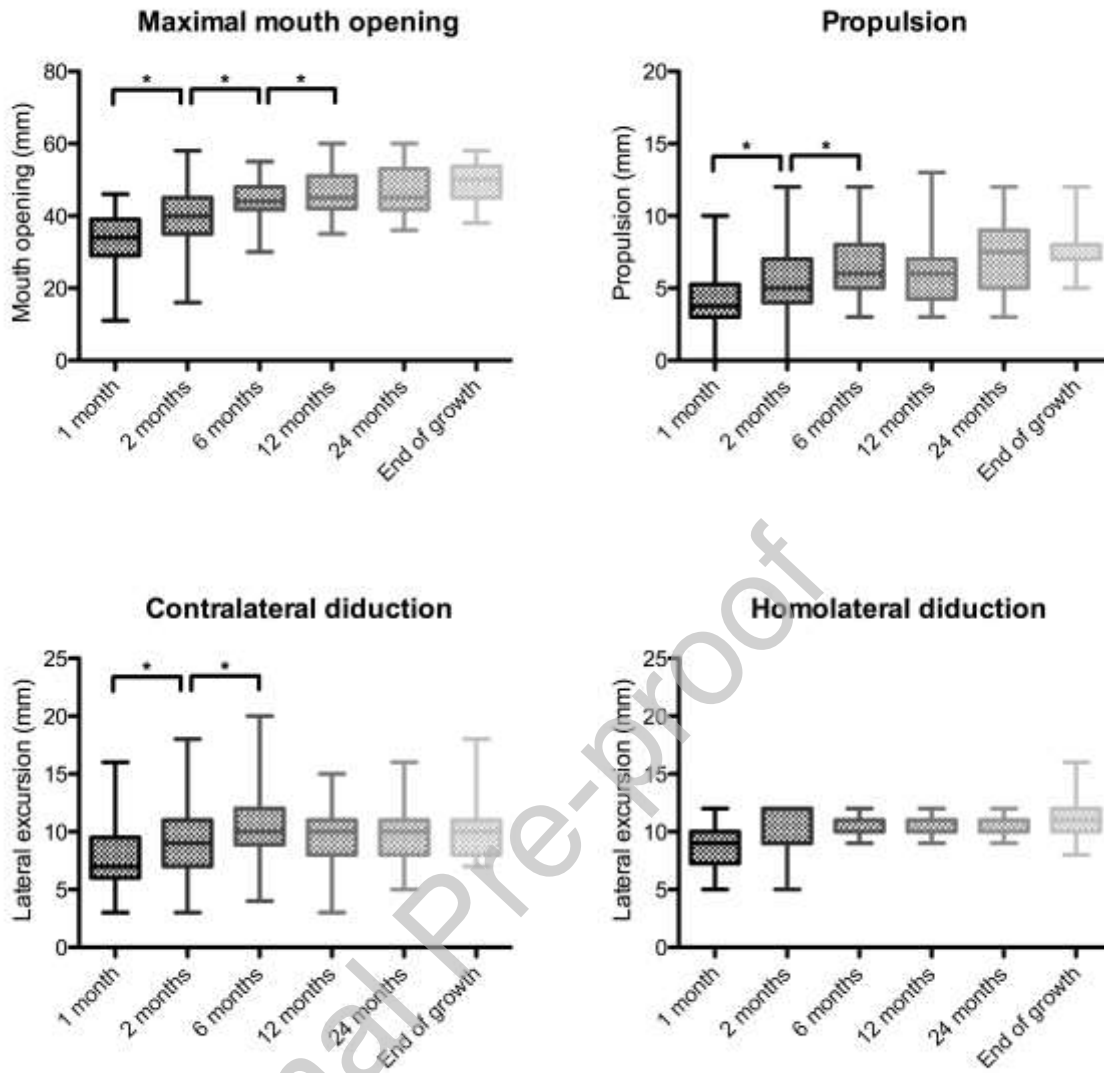 Maximal mouth opening
Mouth opening (mm)
80
60
40
20
0
* * *
1 month
2 months
6 months
12 months
24 months
End of growth
Propulsion
Propulsion (mm)
20
15
10
5
0
* *
1 month
2 months
6 months
12 months
24 months
End of growth
Contralateral diduction
Lateral excursion (mm)
25
20
15
10
5
0
* *
1 month
2 months
6 months
12 months
24 months
End of growth
Homolateral diduction
Lateral excursion (mm)
25
20
15
10
5
0
1 month
2 months
6 months
12 months
24 months
End of growth
nal Pre-proof